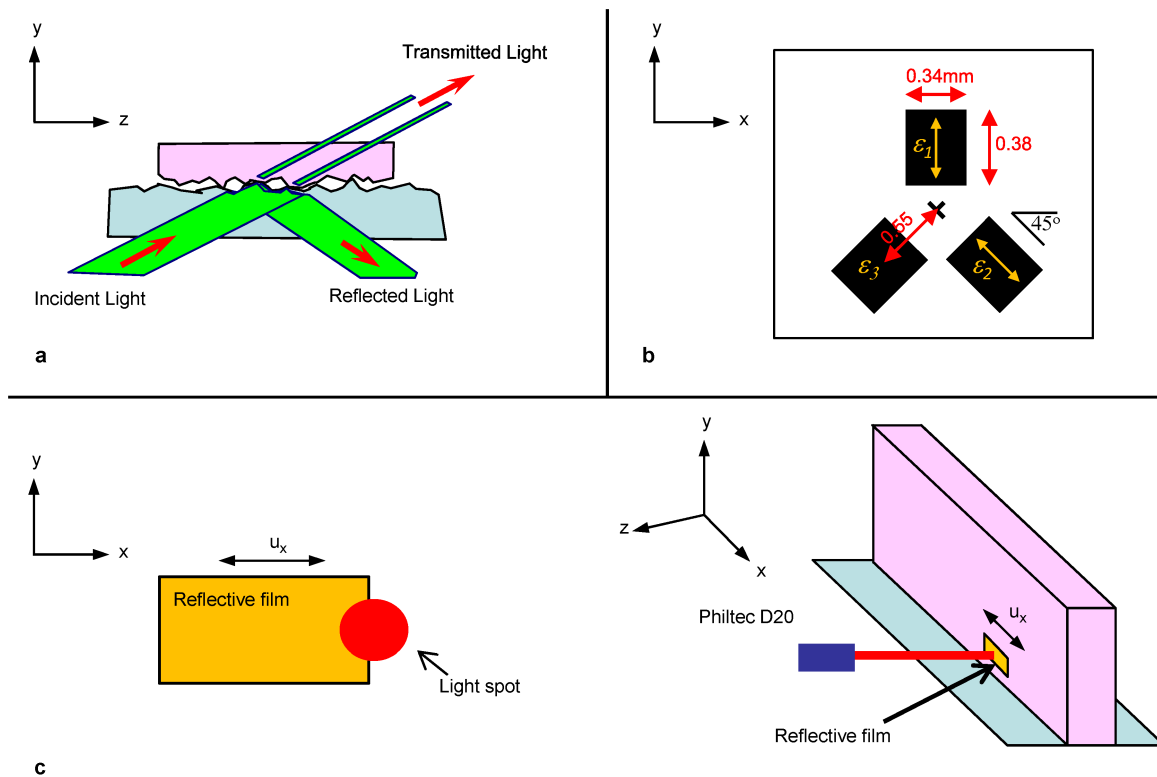 y
z
Transmitted Light
Incident Light
Reflected Light
a
y
x
0.34mm
0.38
ε1
0.55
45°
ε3
ε2
b
y
x
ux
Reflective film
Light spot
c
y
z
x
Philtec D20
ux
Reflective film